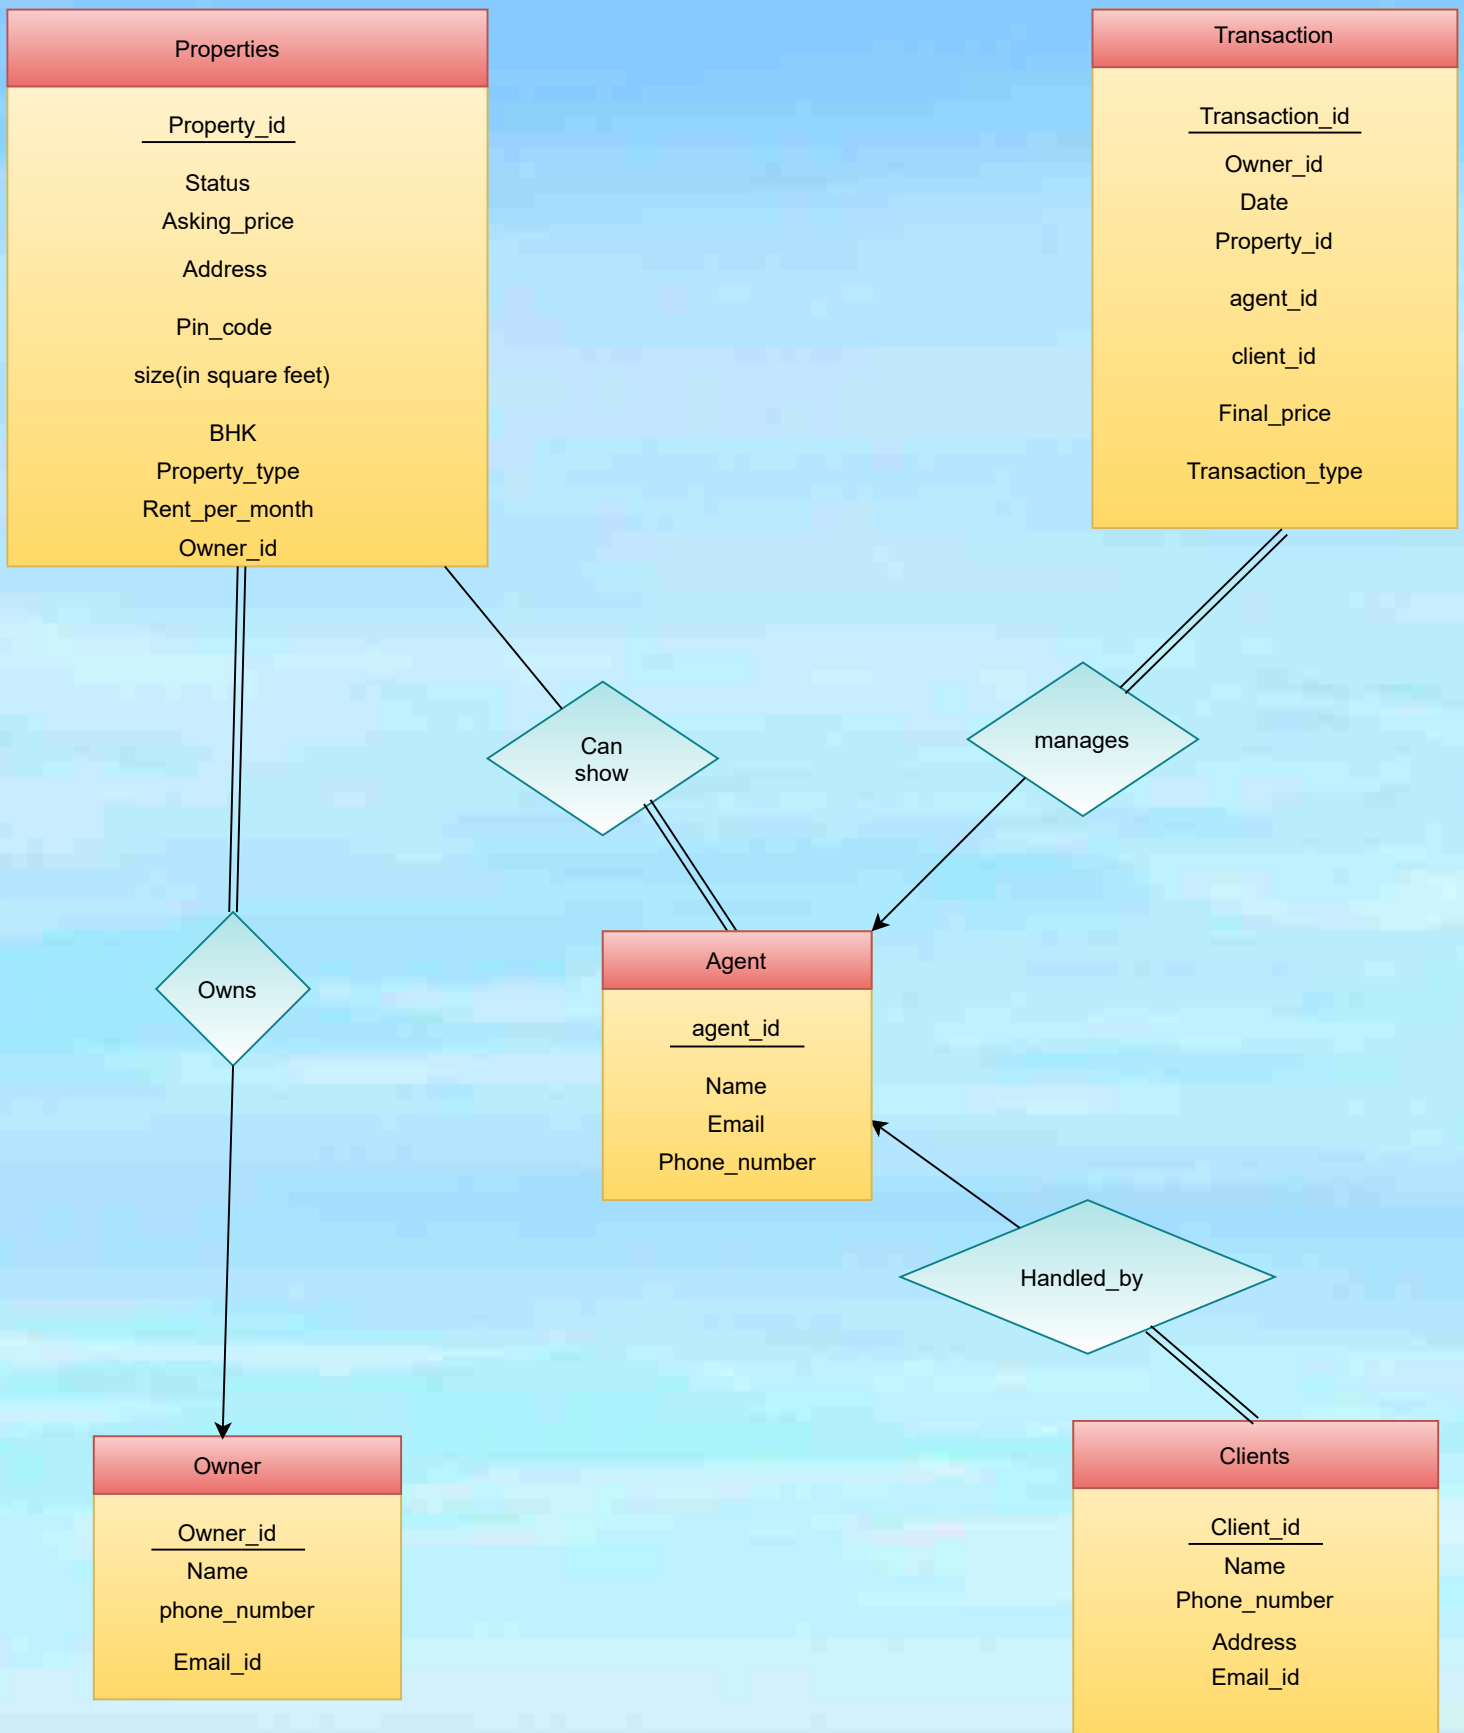 Properties
Property_id
Status
Asking_price
Address
Pin_code
size(in square feet)
BHK
Property_type
Rent_per_month
Owner_id
Transaction
Transaction_id
Owner_id
Date
Property_id
agent_id
client_id
Final_price
Transaction_type
Can
show
manages
Owns
Agent
agent_id
Name
Email
Phone_number
Handled_by
Owner
Owner_id
Name
phone_number
Email_id
Clients
Client_id
Name
Phone_number
Address
Email_id